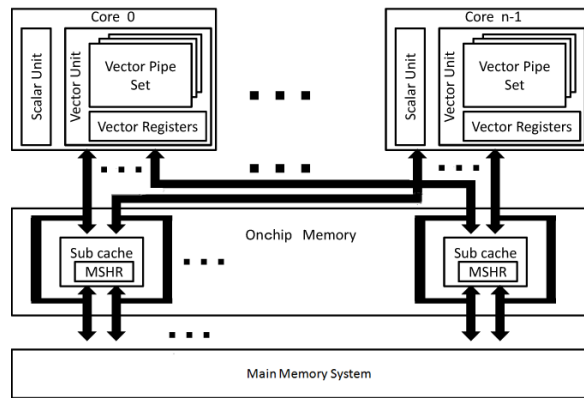 Core 0
Scalar Unit
Vector Unit
Vector Pipe
Set
Vector Registers
Core n-1
Scalar Unit
Vector Unit
Vector Pipe
Set
Vector Registers
Onchip Memory
Sub cache
MSHR
Sub cache
MSHR
Main Memory System